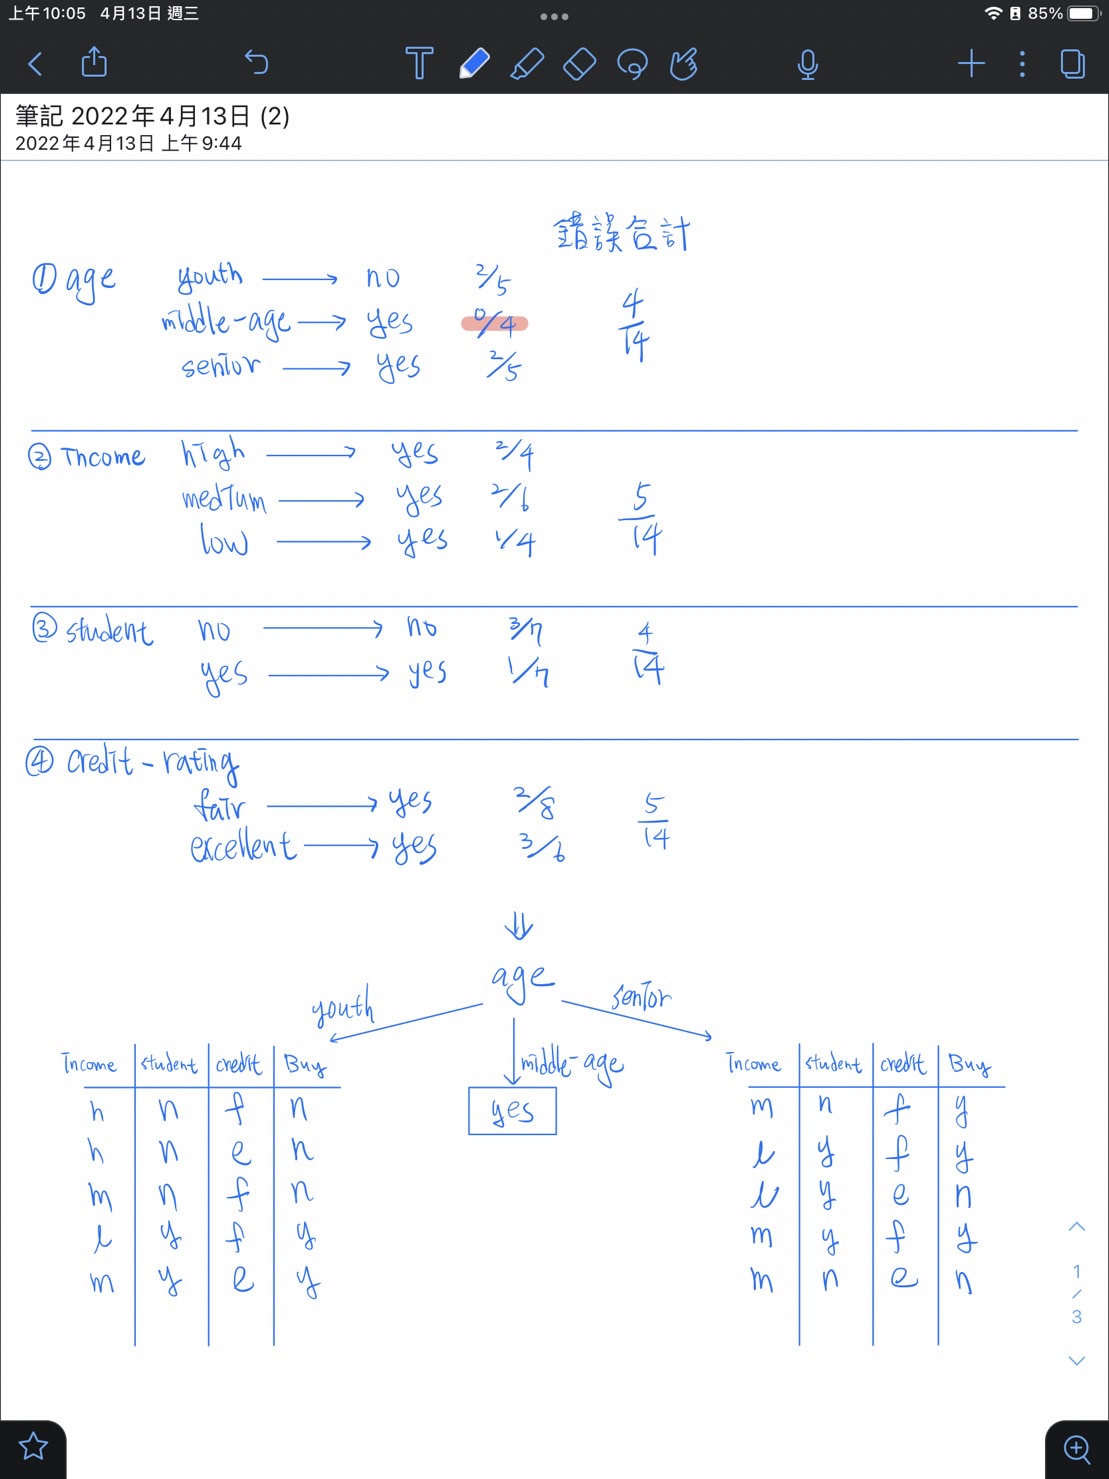 上午10:05 4月13日 週三 85%
筆記 2022年4月13日 (2)
2022年4月13日 上午9:44
錯誤合計
① age youth → no 2/5
middle-age → yes 0/4 4/14
senior → yes 2/5
② Income high → yes 2/4
medium → yes 2/6 5/14
low → yes 1/4
③ student no → no 3/7 4/14
yes → yes 1/7
④ credit-rating
fair → yes 2/8 5/14
excellent → yes 3/6
⇓
age
youth senior
middle-age
yes
Income student credit Buy
h n f n
h n e n
m n f n
l y f y
m y e y
Income student credit Buy
m n f y
l y f y
l y e n
m y f y
m n e n
1
/
3